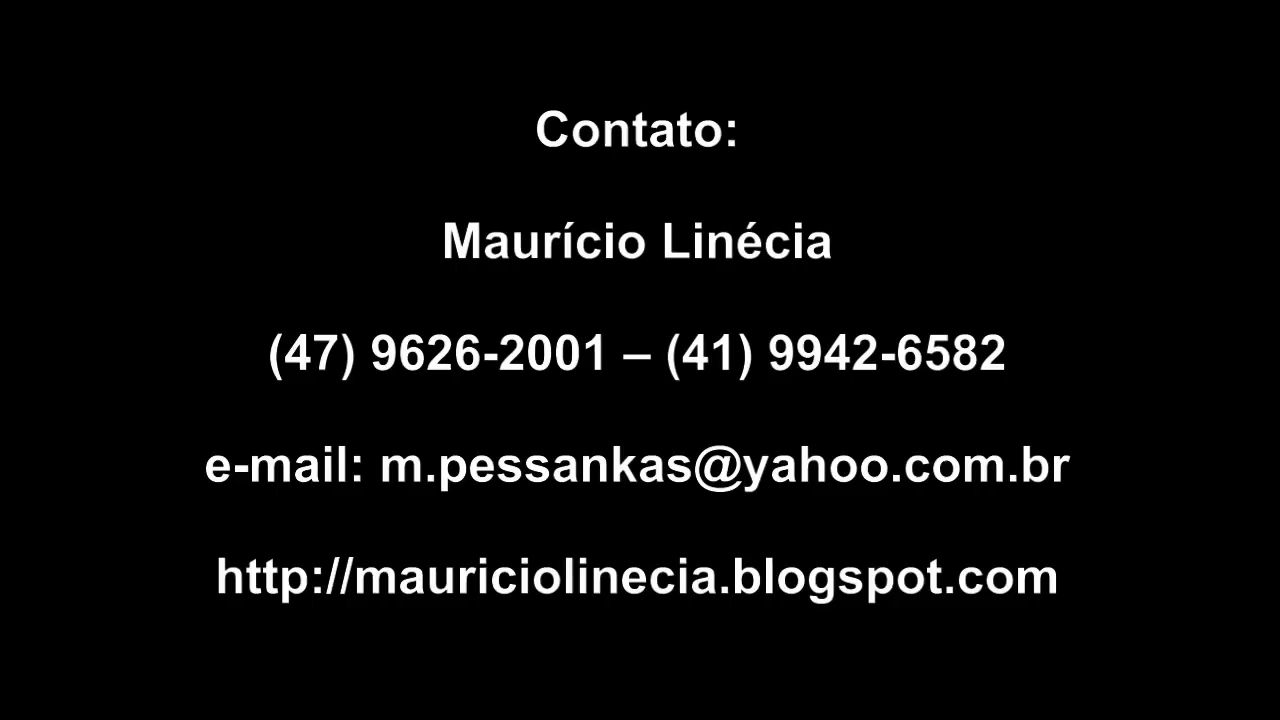 Contato:
Maurício Linécia
(47) 9626-2001 – (41) 9942-6582
e-mail: m.pessankas@yahoo.com.br
http://mauriciolinecia.blogspot.com